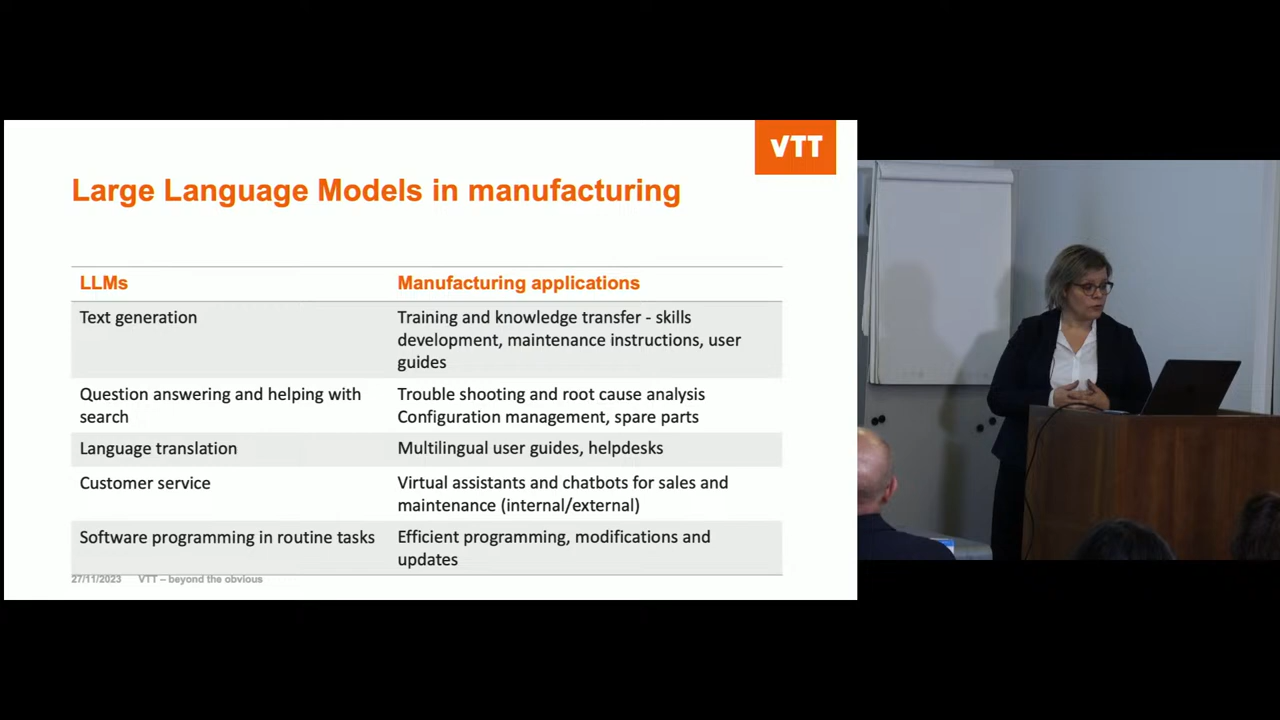 VTT
Large Language Models in manufacturing
LLMs
Manufacturing applications
Text generation
Training and knowledge transfer - skills
development, maintenance instructions, user
guides
Question answering and helping with
search
Trouble shooting and root cause analysis
Configuration management, spare parts
Language translation
Multilingual user guides, helpdesks
Customer service
Virtual assistants and chatbots for sales and
maintenance (internal/external)
Software programming in routine tasks
Efficient programming, modifications and
updates
27/11/2023 VTT – beyond the obvious